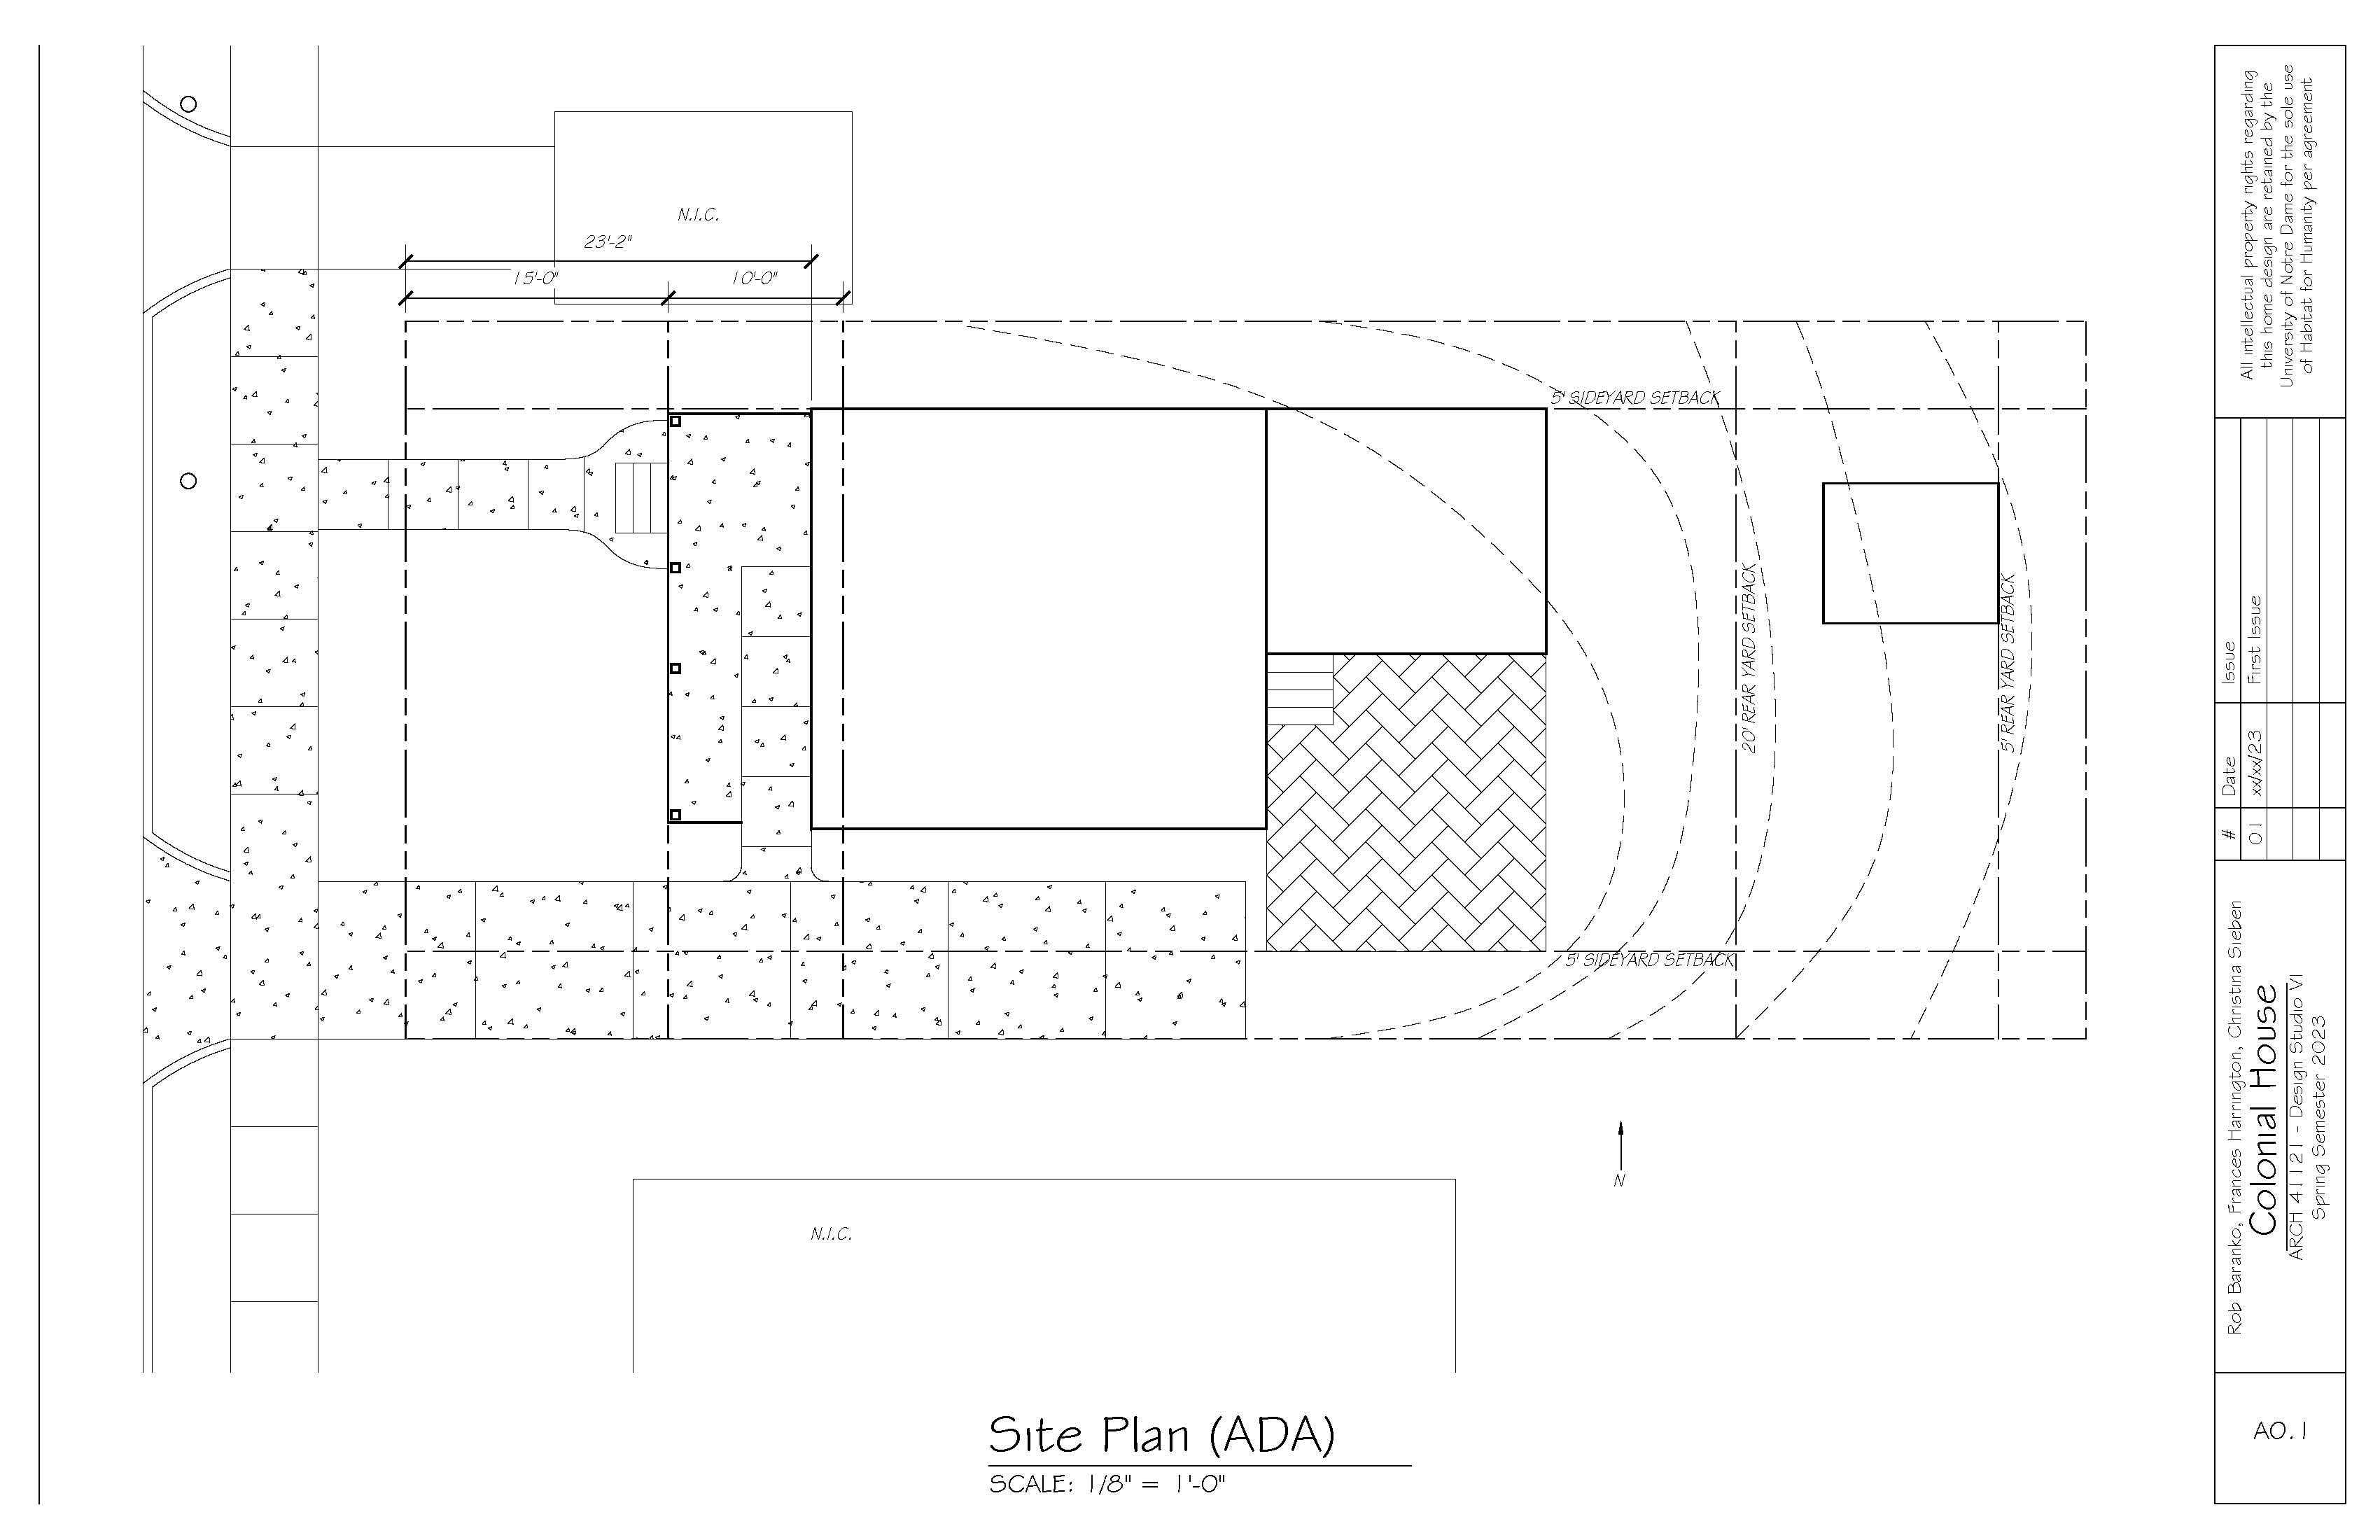 N.I.C.
23'-2"
15'-0"
10'-0"
5' SIDEYARD SETBACK
20' REAR YARD SETBACK
5' REAR YARD SETBACK
5' SIDEYARD SETBACK
N
N.I.C.
Site Plan (ADA)
SCALE: 1/8" = 1'-0"
All intellectual property rights regarding
this home design are retained by the
University of Notre Dame for the sole use
of Habitat for Humanity per agreement
# Date Issue
01 xx/xx/23 First Issue
Rob Baranko, Frances Harrington, Christina Sieben
Colonial House
ARCH 41121 - Design Studio VI
Spring Semester 2023
A0.1